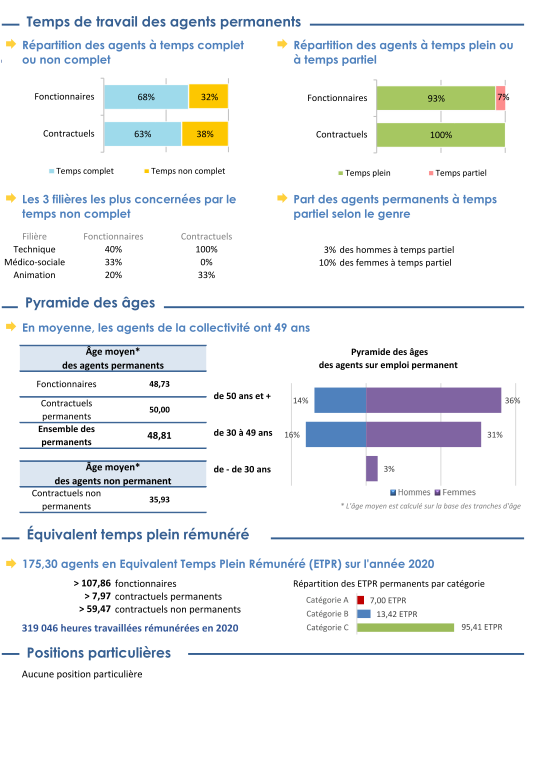 Temps de travail des agents permanents
Répartition des agents à temps complet
ou non complet
Fonctionnaires 68% 32%
Contractuels 63% 38%
Temps complet Temps non complet
Répartition des agents à temps plein ou
à temps partiel
Fonctionnaires 93% 7%
Contractuels 100%
Temps plein Temps partiel
Les 3 filières les plus concernées par le
temps non complet
Filière Fonctionnaires Contractuels
Technique 40% 100%
Médico-sociale 33% 0%
Animation 20% 33%
Part des agents permanents à temps
partiel selon le genre
3% des hommes à temps partiel
10% des femmes à temps partiel
Pyramide des âges
En moyenne, les agents de la collectivité ont 49 ans
Âge moyen*
des agents permanents
Fonctionnaires 48,73
Contractuels
permanents 50,00
Ensemble des
permanents 48,81
Âge moyen*
des agents non permanent
Contractuels non
permanents 35,93
Pyramide des âges
des agents sur emploi permanent
de 50 ans et + 14% 36%
de 30 à 49 ans 16% 31%
de - de 30 ans 3%
Hommes Femmes
* L'âge moyen est calculé sur la base des tranches d'âge
Équivalent temps plein rémunéré
175,30 agents en Equivalent Temps Plein Rémunéré (ETPR) sur l'année 2020
> 107,86 fonctionnaires
> 7,97 contractuels permanents
> 59,47 contractuels non permanents
319 046 heures travaillées rémunérées en 2020
Répartition des ETPR permanents par catégorie
Catégorie A 7,00 ETPR
Catégorie B 13,42 ETPR
Catégorie C 95,41 ETPR
Positions particulières
Aucune position particulière